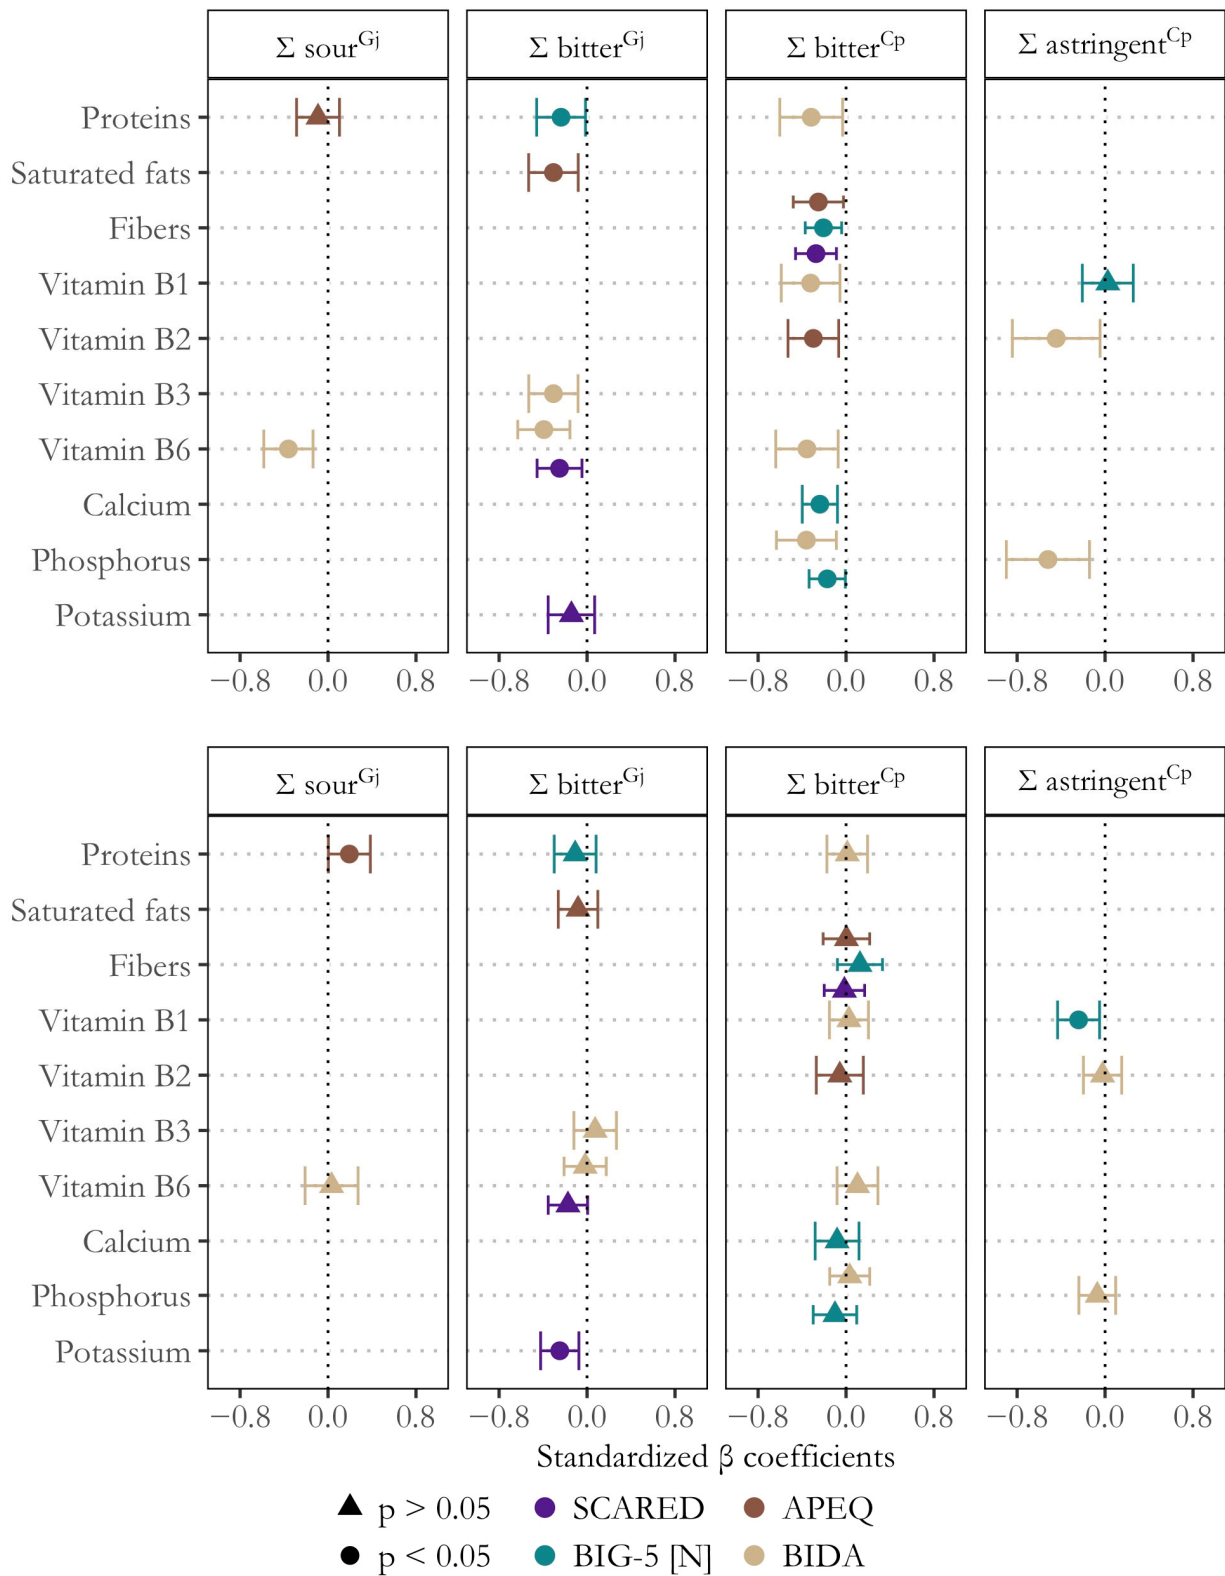 Σ sour^Gj Σ bitter^Gj Σ bitter^Cp Σ astringent^Cp
Proteins
Saturated fats
Fibers
Vitamin B1
Vitamin B2
Vitamin B3
Vitamin B6
Calcium
Phosphorus
Potassium
−0.8 0.0 0.8 −0.8 0.0 0.8 −0.8 0.0 0.8 −0.8 0.0 0.8
Σ sour^Gj Σ bitter^Gj Σ bitter^Cp Σ astringent^Cp
Proteins
Saturated fats
Fibers
Vitamin B1
Vitamin B2
Vitamin B3
Vitamin B6
Calcium
Phosphorus
Potassium
−0.8 0.0 0.8 −0.8 0.0 0.8 −0.8 0.0 0.8 −0.8 0.0 0.8
Standardized β coefficients
p > 0.05 SCARED APEQ
p < 0.05 BIG-5 [N] BIDA